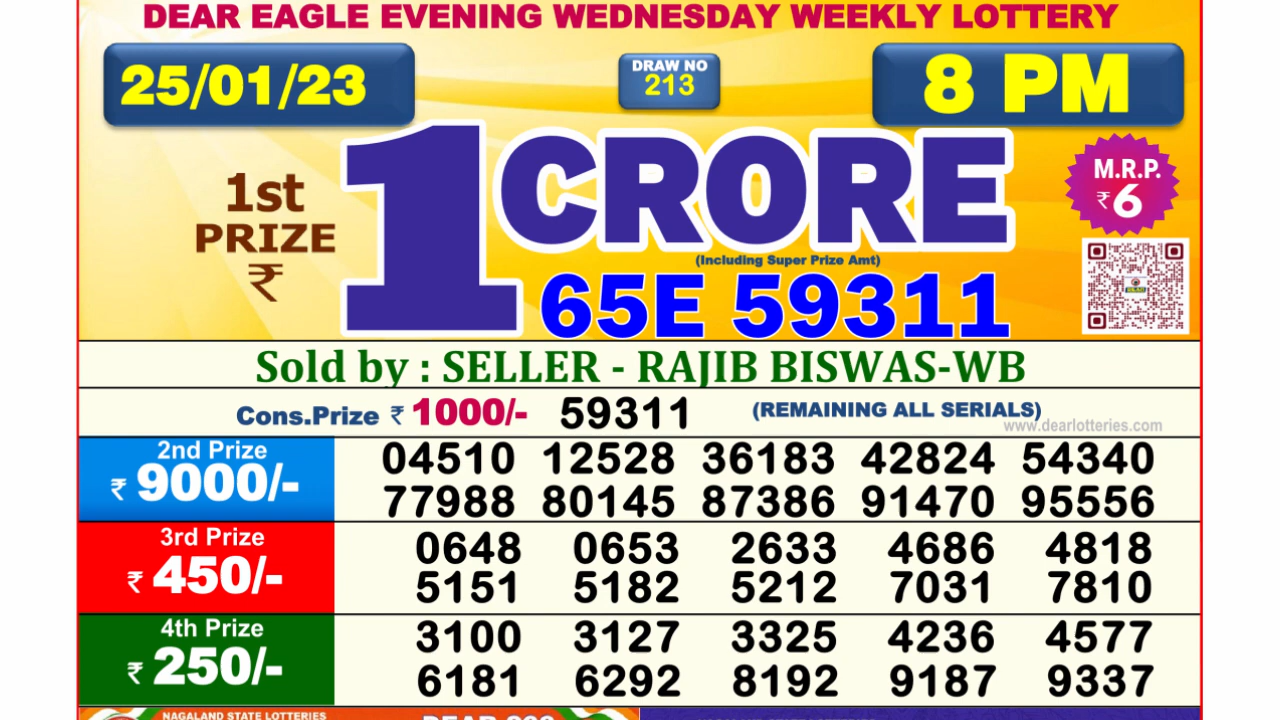 DEAR EAGLE EVENING WEDNESDAY WEEKLY LOTTERY
25/01/23
DRAW NO
213
8 PM
1st
PRIZE
₹
1 CRORE
(Including Super Prize Amt)
65E 59311
M.R.P.
₹ 6
Sold by : SELLER - RAJIB BISWAS-WB
Cons.Prize ₹ 1000/- 59311 (REMAINING ALL SERIALS)
www.dearlotteries.com
2nd Prize
₹ 9000/-
04510 12528 36183 42824 54340
77988 80145 87386 91470 95556
3rd Prize
₹ 450/-
0648 0653 2633 4686 4818
5151 5182 5212 7031 7810
4th Prize
₹ 250/-
3100 3127 3325 4236 4577
6181 6292 8192 9187 9337
NAGALAND STATE LOTTERIES